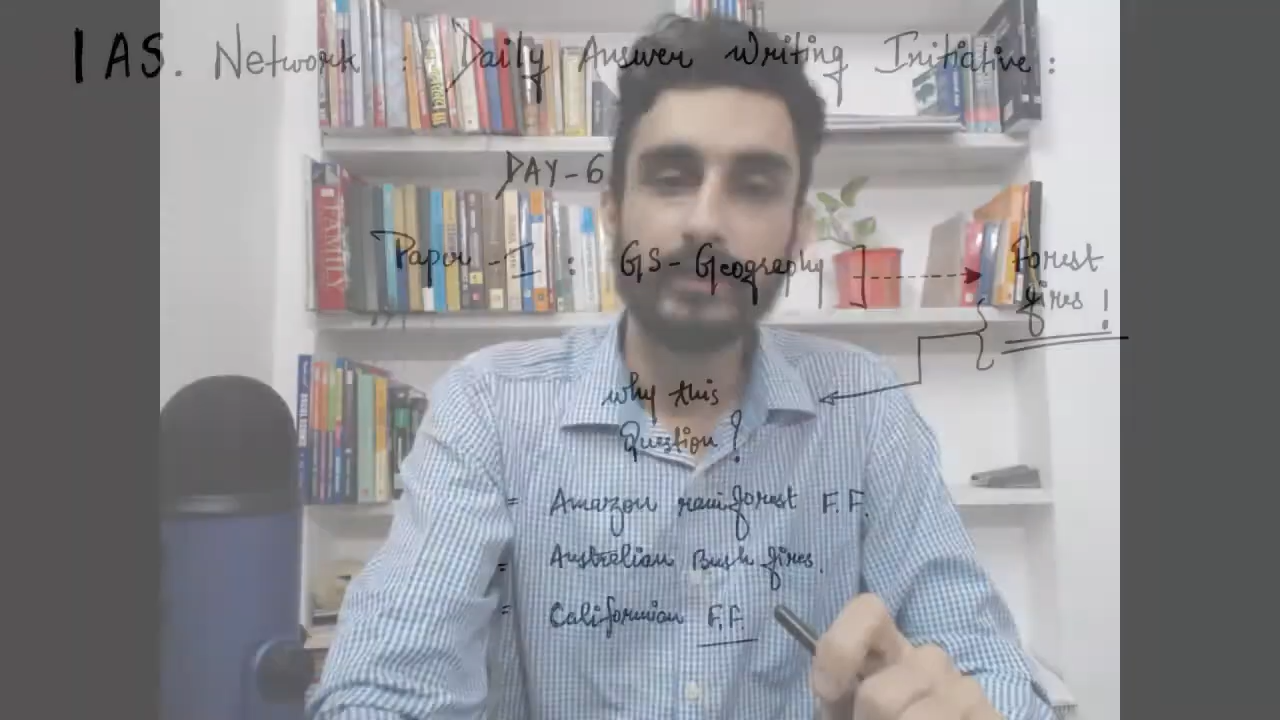 IAS. Network : Daily Answer Writing Initiative :
DAY-6
Paper-I : GS-Geography] Forest
fires !
Why this
Question ?
= Amazon rainforest F.F.
= Australian Bush fires.
= Californian F.F.
FAMILY